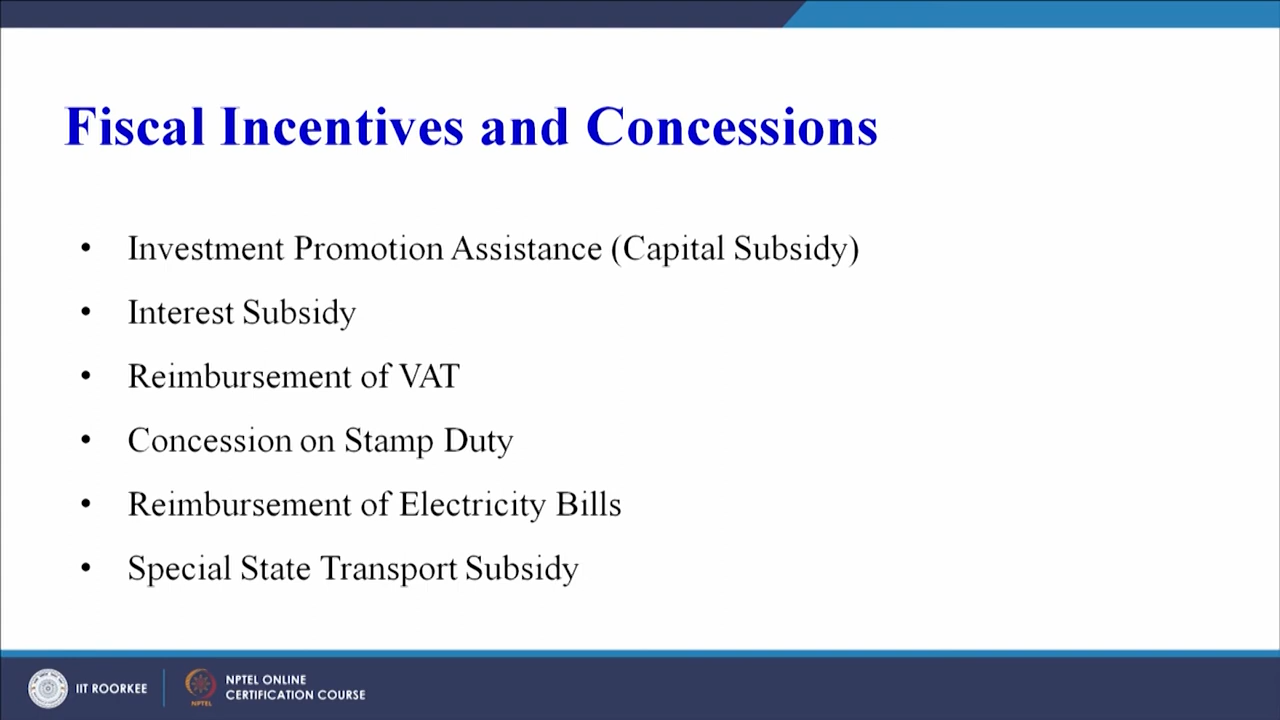 Fiscal Incentives and Concessions
• Investment Promotion Assistance (Capital Subsidy)
• Interest Subsidy
• Reimbursement of VAT
• Concession on Stamp Duty
• Reimbursement of Electricity Bills
• Special State Transport Subsidy
IIT ROORKEE
NPTEL
NPTEL ONLINE
CERTIFICATION COURSE